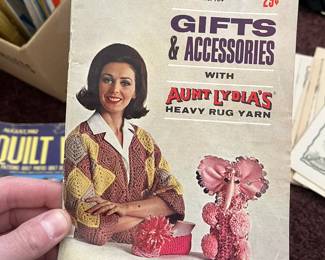 25¢
GIFTS
& ACCESSORIES
WITH
AUNT LYDIA'S
HEAVY RUG YARN
QUILT